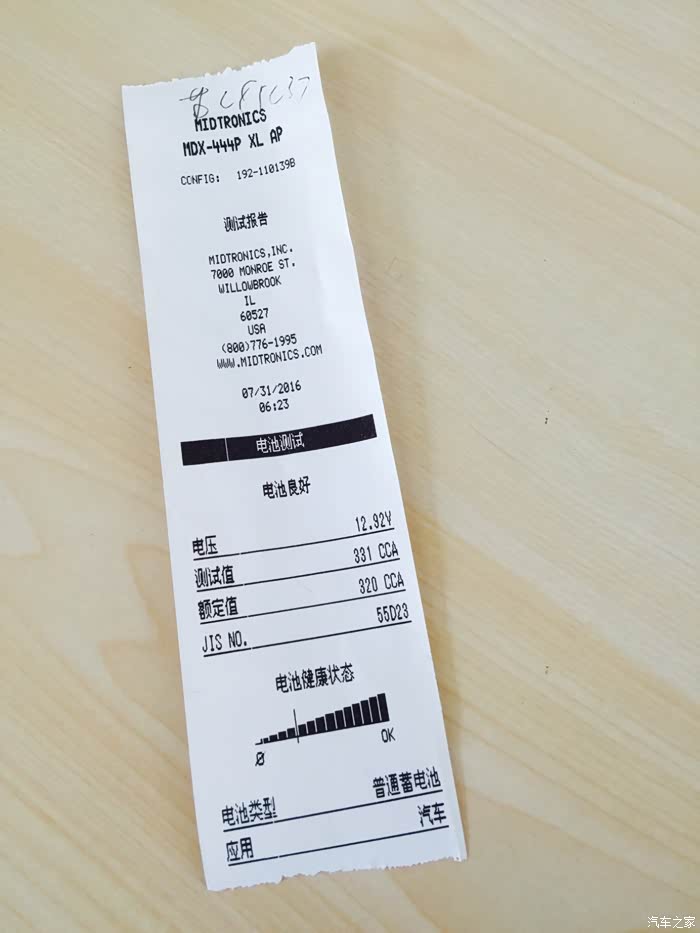 MIDTRONICS
MDX-444P XL AP
CONFIG: 192-110139B
测试报告
MIDTRONICS,INC.
7000 MONROE ST.
WILLOWBROOK
IL
60527
USA
(800)776-1995
WWW.MIDTRONICS.COM
07/31/2016
06:23
电池测试
电池良好
电压 12.92V
测试值 331 CCA
额定值 320 CCA
JIS NO. 55D23
电池健康状态
0 OK
电池类型 普通蓄电池
应用 汽车
汽车之家